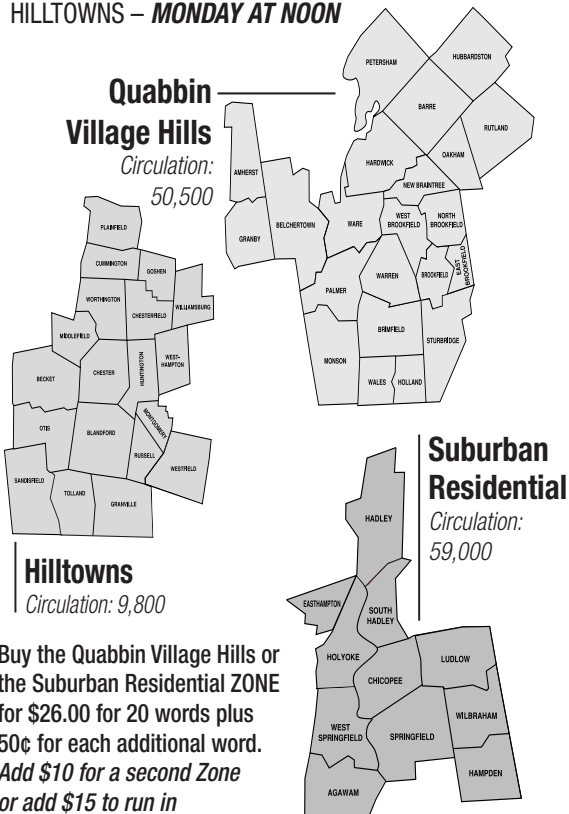 HILLTOWNS – MONDAY AT NOON
Quabbin
Village Hills
Circulation:
50,500
PETERSHAM
HUBBARDSTON
BARRE
RUTLAND
HARDWICK
OAKHAM
NEW BRAINTREE
AMHERST
GRANBY
BELCHERTOWN
WARE
WEST
BROOKFIELD
NORTH
BROOKFIELD
EAST
BROOKFIELD
BROOKFIELD
WARREN
PALMER
BRIMFIELD
STURBRIDGE
MONSON
WALES
HOLLAND
PLAINFIELD
CUMMINGTON
GOSHEN
WORTHINGTON
CHESTERFIELD
WILLIAMSBURG
MIDDLEFIELD
BECKET
CHESTER
HUNTINGTON
WEST-
HAMPTON
OTIS
BLANDFORD
MONTGOMERY
RUSSELL
WESTFIELD
SANDISFIELD
TOLLAND
GRANVILLE
Hilltowns
Circulation: 9,800
Suburban
Residential
Circulation:
59,000
HADLEY
EASTHAMPTON
SOUTH
HADLEY
HOLYOKE
CHICOPEE
LUDLOW
WEST
SPRINGFIELD
SPRINGFIELD
WILBRAHAM
HAMPDEN
AGAWAM
Buy the Quabbin Village Hills or
the Suburban Residential ZONE
for $26.00 for 20 words plus
50¢ for each additional word.
Add $10 for a second Zone
or add $15 to run in